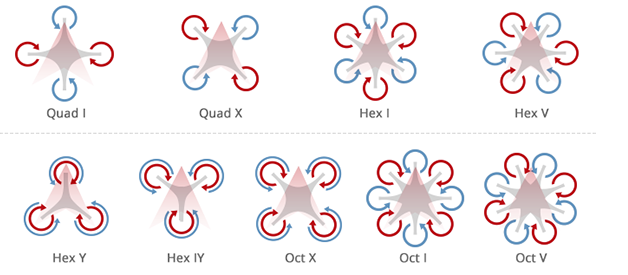 Quad I
Quad X
Hex I
Hex V
Hex Y
Hex IY
Oct X
Oct I
Oct V